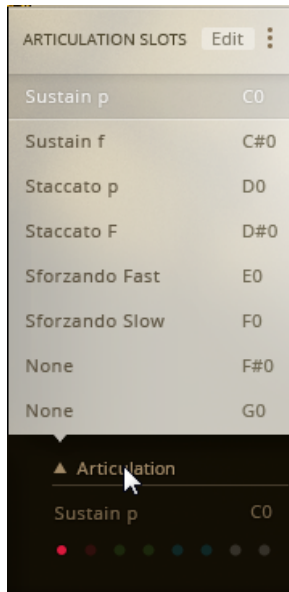 ARTICULATION SLOTS Edit
Sustain p C0
Sustain f C#0
Staccato p D0
Staccato F D#0
Sforzando Fast E0
Sforzando Slow F0
None F#0
None G0
Articulation
Sustain p C0